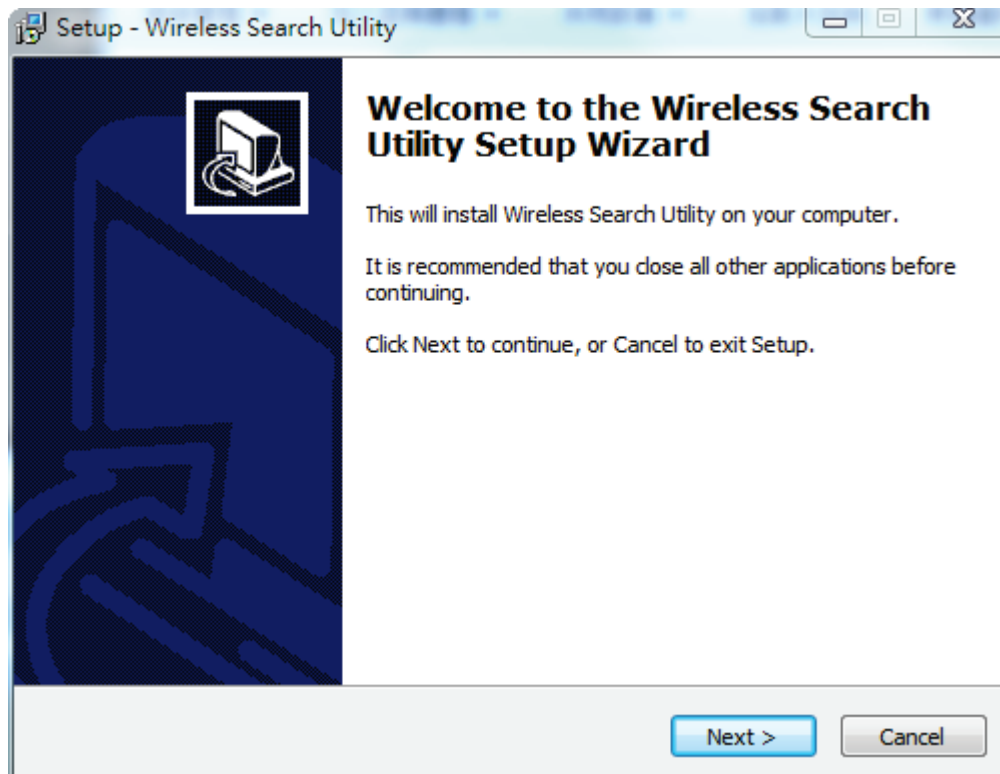 Setup - Wireless Search Utility
Welcome to the Wireless Search
Utility Setup Wizard
This will install Wireless Search Utility on your computer.
It is recommended that you close all other applications before
continuing.
Click Next to continue, or Cancel to exit Setup.
Next >
Cancel